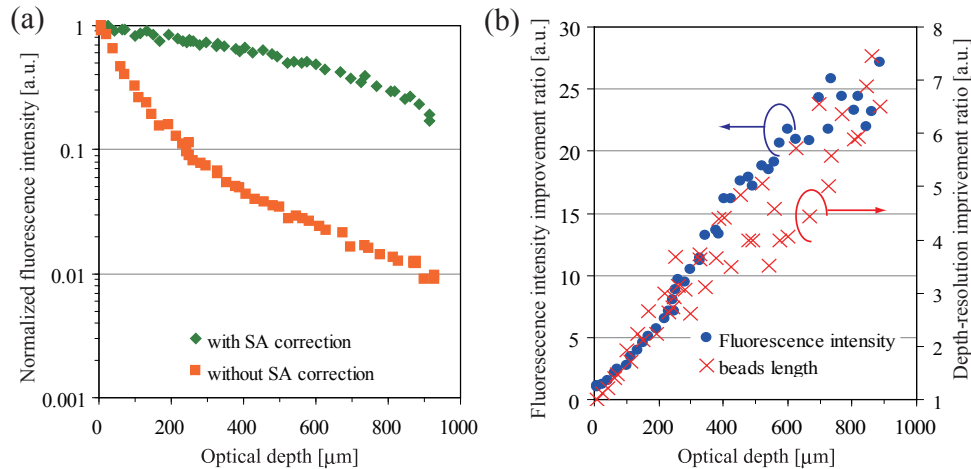 (a)
Normalized fluorescence intensity [a.u.]
1
0.1
0.01
0.001
with SA correction
without SA correction
0
200
400
600
800
1000
Optical depth [μm]
(b)
Fluorescence intensity improvement ratio [a.u.]
30
25
20
15
10
5
0
Fluorescence intensity
beads length
0
200
400
600
800
1000
Optical depth [μm]
8
7
6
5
4
3
2
1
Depth-resolution imprivement ratio [a.u.]